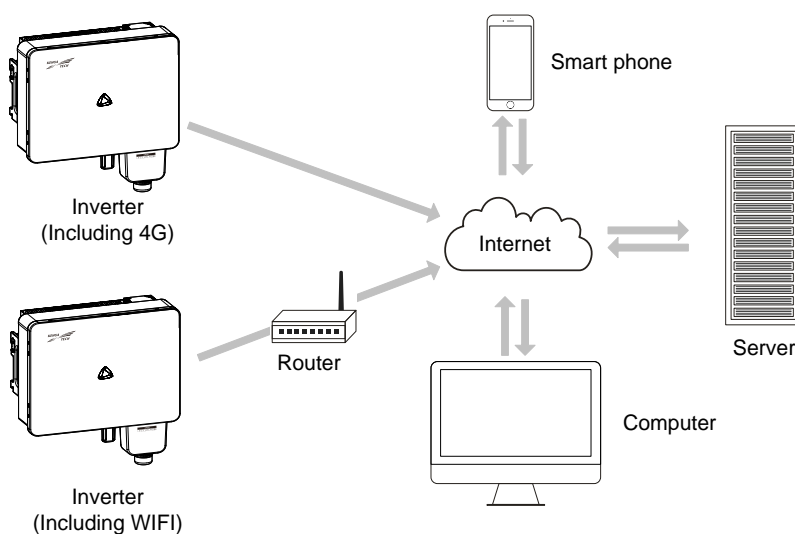 Smart phone
Inverter
(Including 4G)
Internet
Server
Router
Computer
Inverter
(Including WIFI)